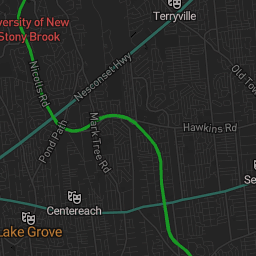 Terryville
versity of New
Stony Brook
Nicolls Rd
Nesconset Hwy
Old Tow
Hawkins Rd
Pond Path
Mark Tree Rd
Se
Centereach
Lake Grove